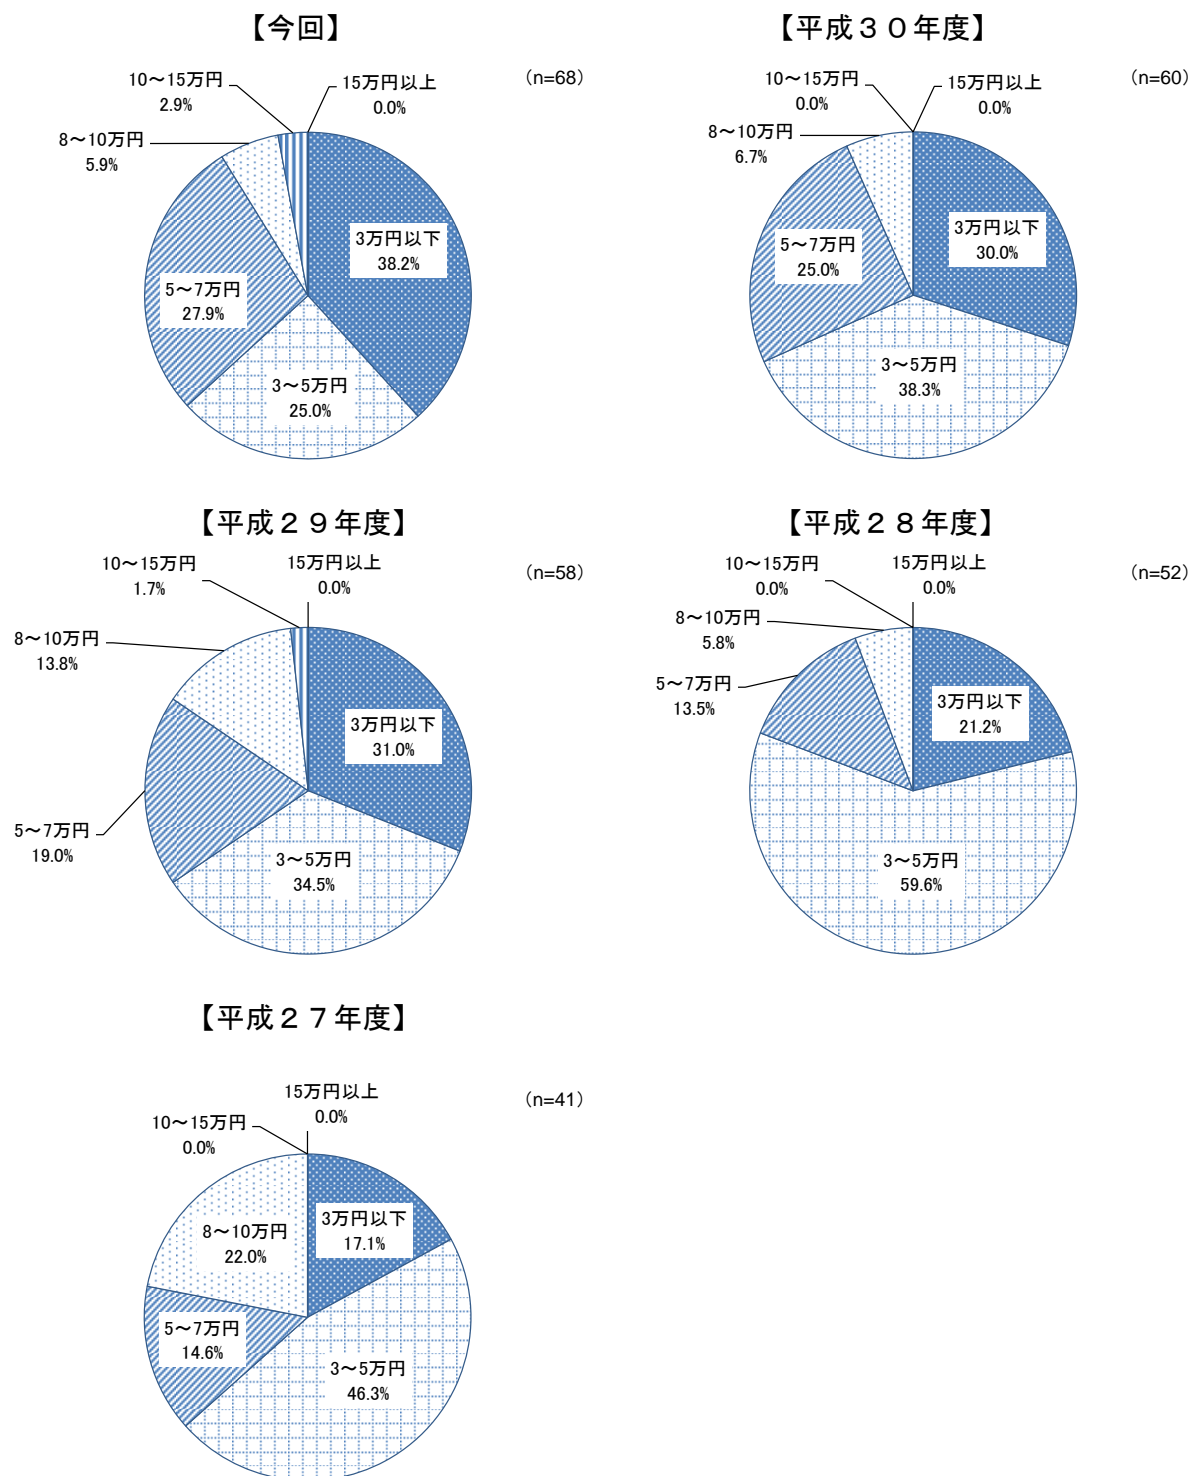 【今回】
(n=68)
10～15万円
2.9%
15万円以上
0.0%
8～10万円
5.9%
3万円以下
38.2%
5～7万円
27.9%
3～5万円
25.0%
【平成３０年度】
(n=60)
10～15万円
0.0%
15万円以上
0.0%
8～10万円
6.7%
3万円以下
30.0%
5～7万円
25.0%
3～5万円
38.3%
【平成２９年度】
(n=58)
10～15万円
1.7%
15万円以上
0.0%
8～10万円
13.8%
3万円以下
31.0%
5～7万円
19.0%
3～5万円
34.5%
【平成２８年度】
(n=52)
10～15万円
0.0%
15万円以上
0.0%
8～10万円
5.8%
5～7万円
13.5%
3万円以下
21.2%
3～5万円
59.6%
【平成２７年度】
(n=41)
15万円以上
0.0%
10～15万円
0.0%
8～10万円
22.0%
3万円以下
17.1%
5～7万円
14.6%
3～5万円
46.3%